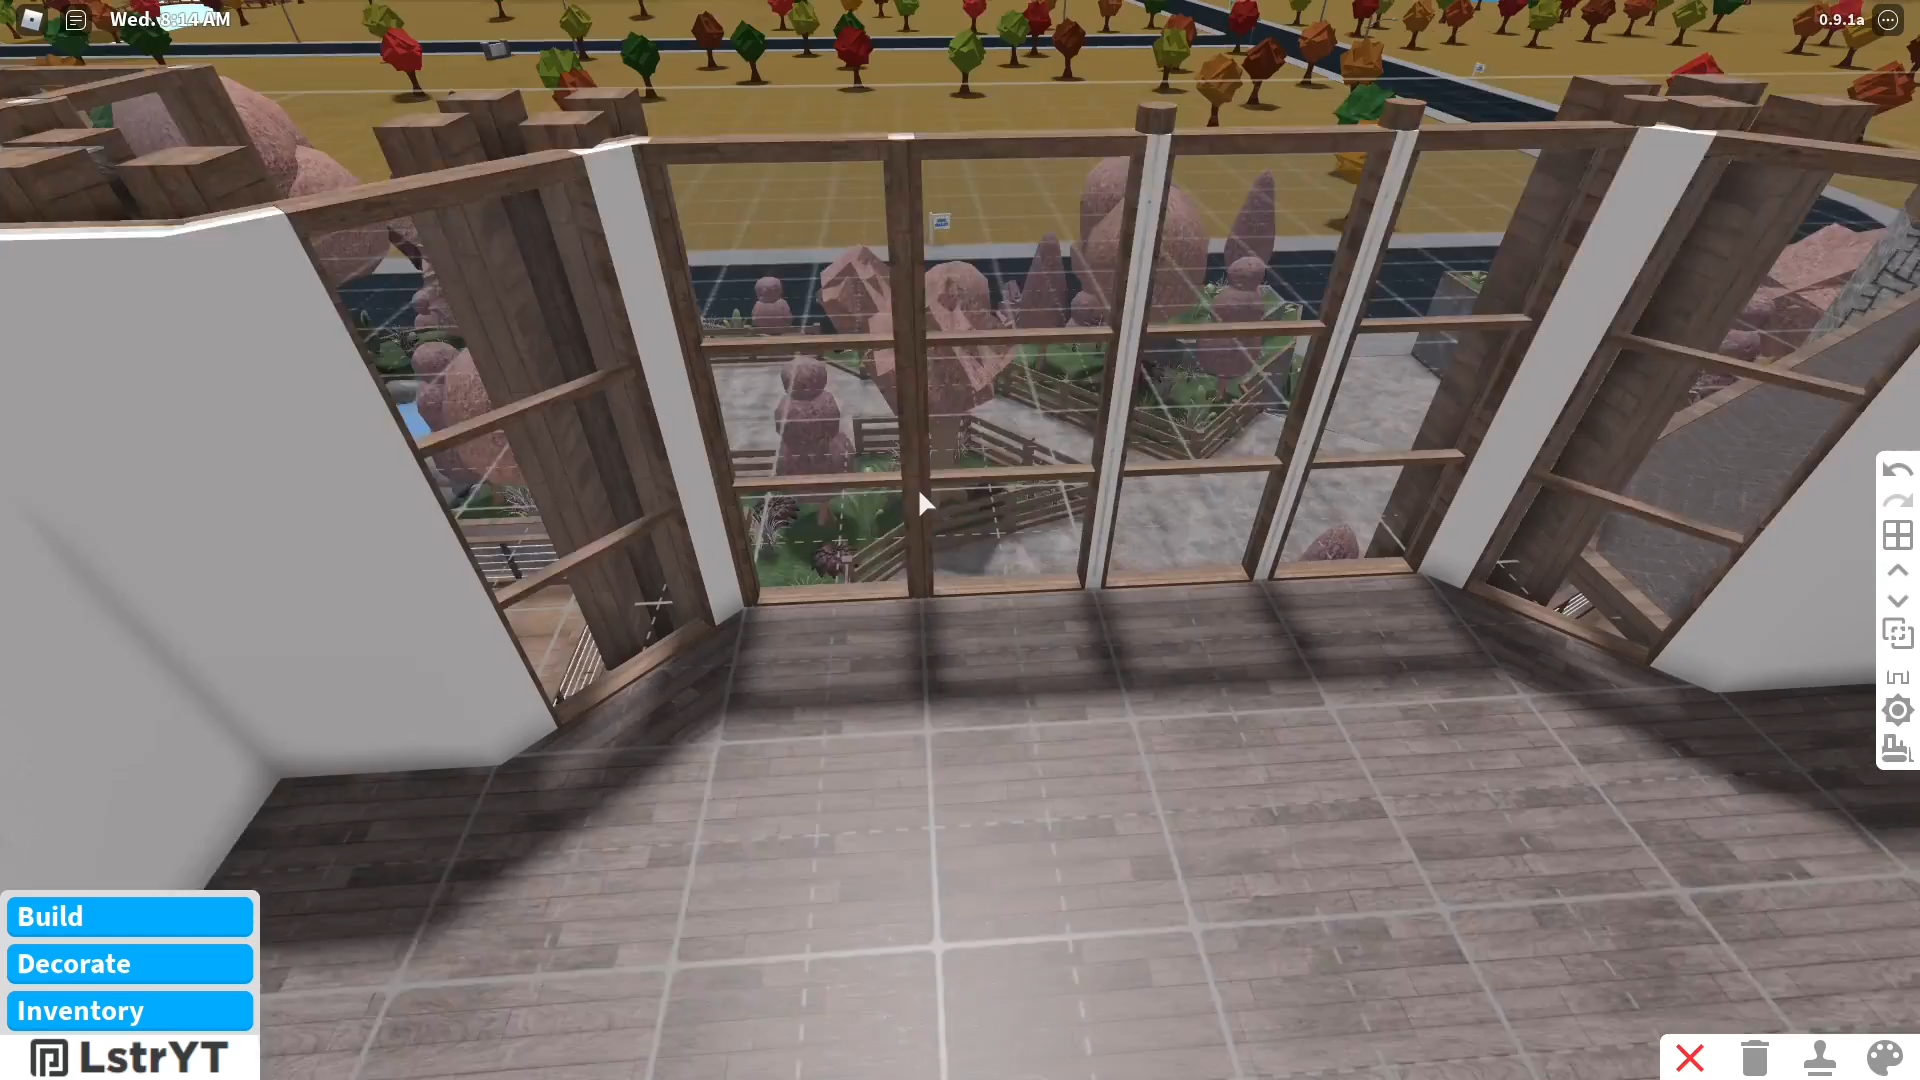 Wed. 8:14 AM
0.9.1a
Build
Decorate
Inventory
LstrYT